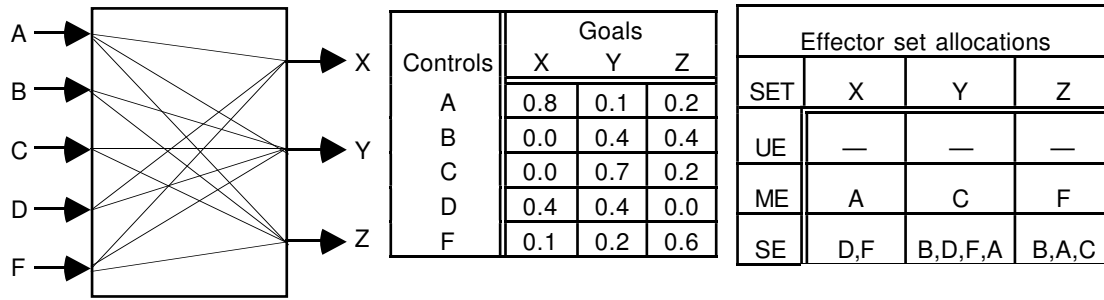 A
B
C
D
F
X
Y
Z
Goals
Controls X Y Z
A 0.8 0.1 0.2
B 0.0 0.4 0.4
C 0.0 0.7 0.2
D 0.4 0.4 0.0
F 0.1 0.2 0.6
Effector set allocations
SET X Y Z
UE — — —
ME A C F
SE D,F B,D,F,A B,A,C